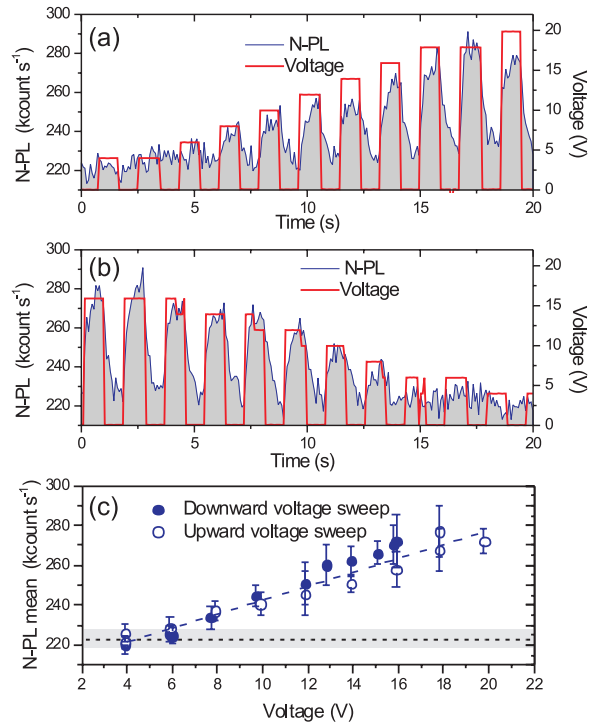 (a)
N-PL
Voltage
N-PL (kcount s⁻¹)
300
280
260
240
220
Voltage (V)
20
15
10
5
0
0 5 10 15 20
Time (s)
(b)
N-PL
Voltage
N-PL (kcount s⁻¹)
300
280
260
240
220
Voltage (V)
20
15
10
5
0
0 5 10 15 20
Time (s)
(c)
Downward voltage sweep
Upward voltage sweep
N-PL mean (kcount s⁻¹)
300
280
260
240
220
2 4 6 8 10 12 14 16 18 20 22
Voltage (V)